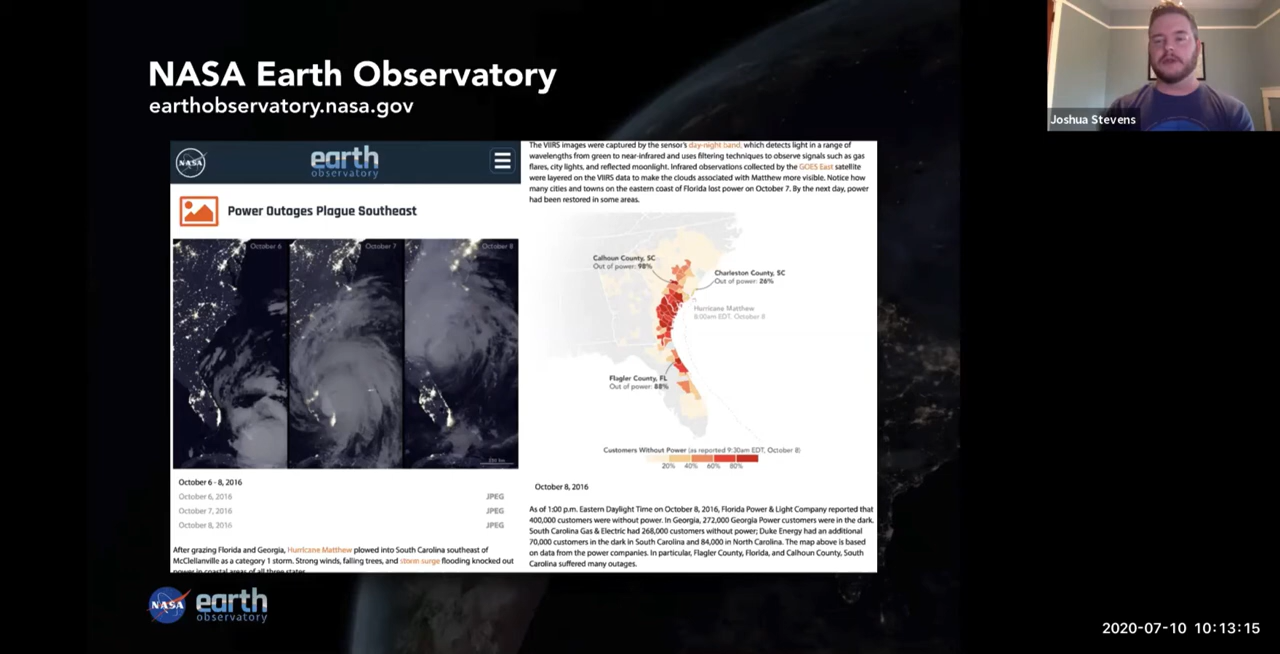 NASA Earth Observatory
earthobservatory.nasa.gov
Joshua Stevens
NASA
earth
observatory
Power Outages Plague Southeast
October 6
October 7
October 8
October 6 - 8, 2016
October 6, 2016 JPEG
October 7, 2016 JPEG
October 8, 2016 JPEG
After grazing Florida and Georgia, Hurricane Matthew plowed into South Carolina southeast of
McClellanville as a category 1 storm. Strong winds, falling trees, and storm surge flooding knocked out
power in coastal areas of all three states.
The VIIRS images were captured by the sensor's day-night band, which detects light in a range of
wavelengths from green to near-infrared and uses filtering techniques to observe signals such as gas
flares, city lights, and reflected moonlight. Infrared observations collected by the GOES East satellite
were layered on the VIIRS data to make the clouds associated with Matthew more visible. Notice how
many cities and towns on the eastern coast of Florida lost power on October 7. By the next day, power
had been restored in some areas.
Calhoun County, SC
Out of power: 98%
Charleston County, SC
Out of power: 26%
Hurricane Matthew
8:00am EDT, October 8
Flagler County, FL
Out of power: 88%
Customers Without Power (as reported 9:30am EDT, October 8)
20% 40% 60% 80%
October 8, 2016
As of 1:00 p.m. Eastern Daylight Time on October 8, 2016, Florida Power & Light Company reported that
400,000 customers were without power. In Georgia, 272,000 Georgia Power customers were in the dark.
South Carolina Gas & Electric had 268,000 customers without power; Duke Energy had an additional
70,000 customers in the dark in South Carolina and 84,000 in North Carolina. The map above is based
on data from the power companies. In particular, Flagler County, Florida, and Calhoun County, South
Carolina suffered many outages.
NASA
earth
observatory
2020-07-10 10:13:15